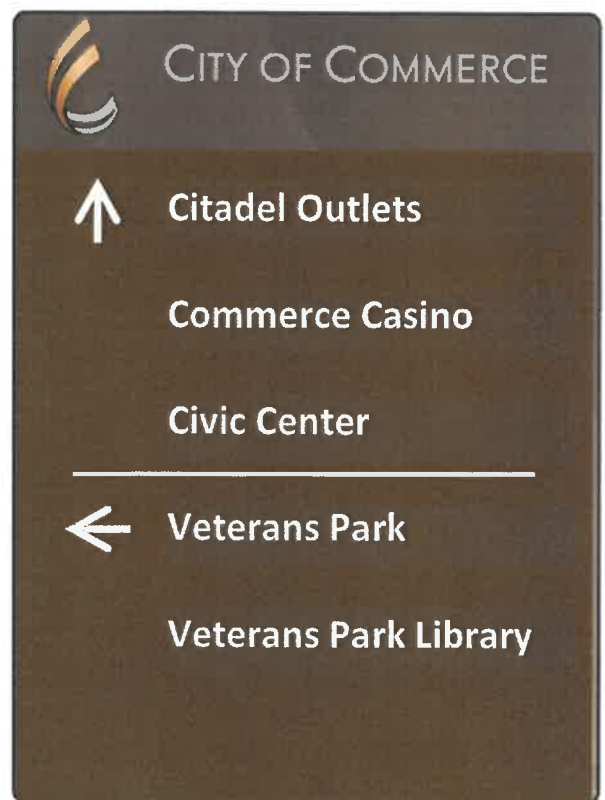 CITY OF COMMERCE
Citadel Outlets
Commerce Casino
Civic Center
Veterans Park
Veterans Park Library